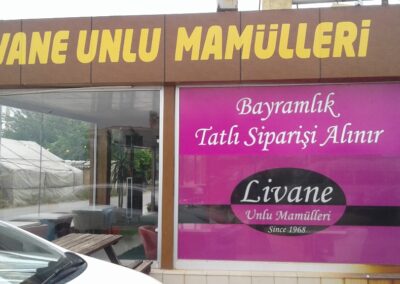 VANE UNLU MAMÜLLERİ
Bayramlık
Tatlı Siparişi Alınır
Livane
Unlu Mamülleri
Since 1968